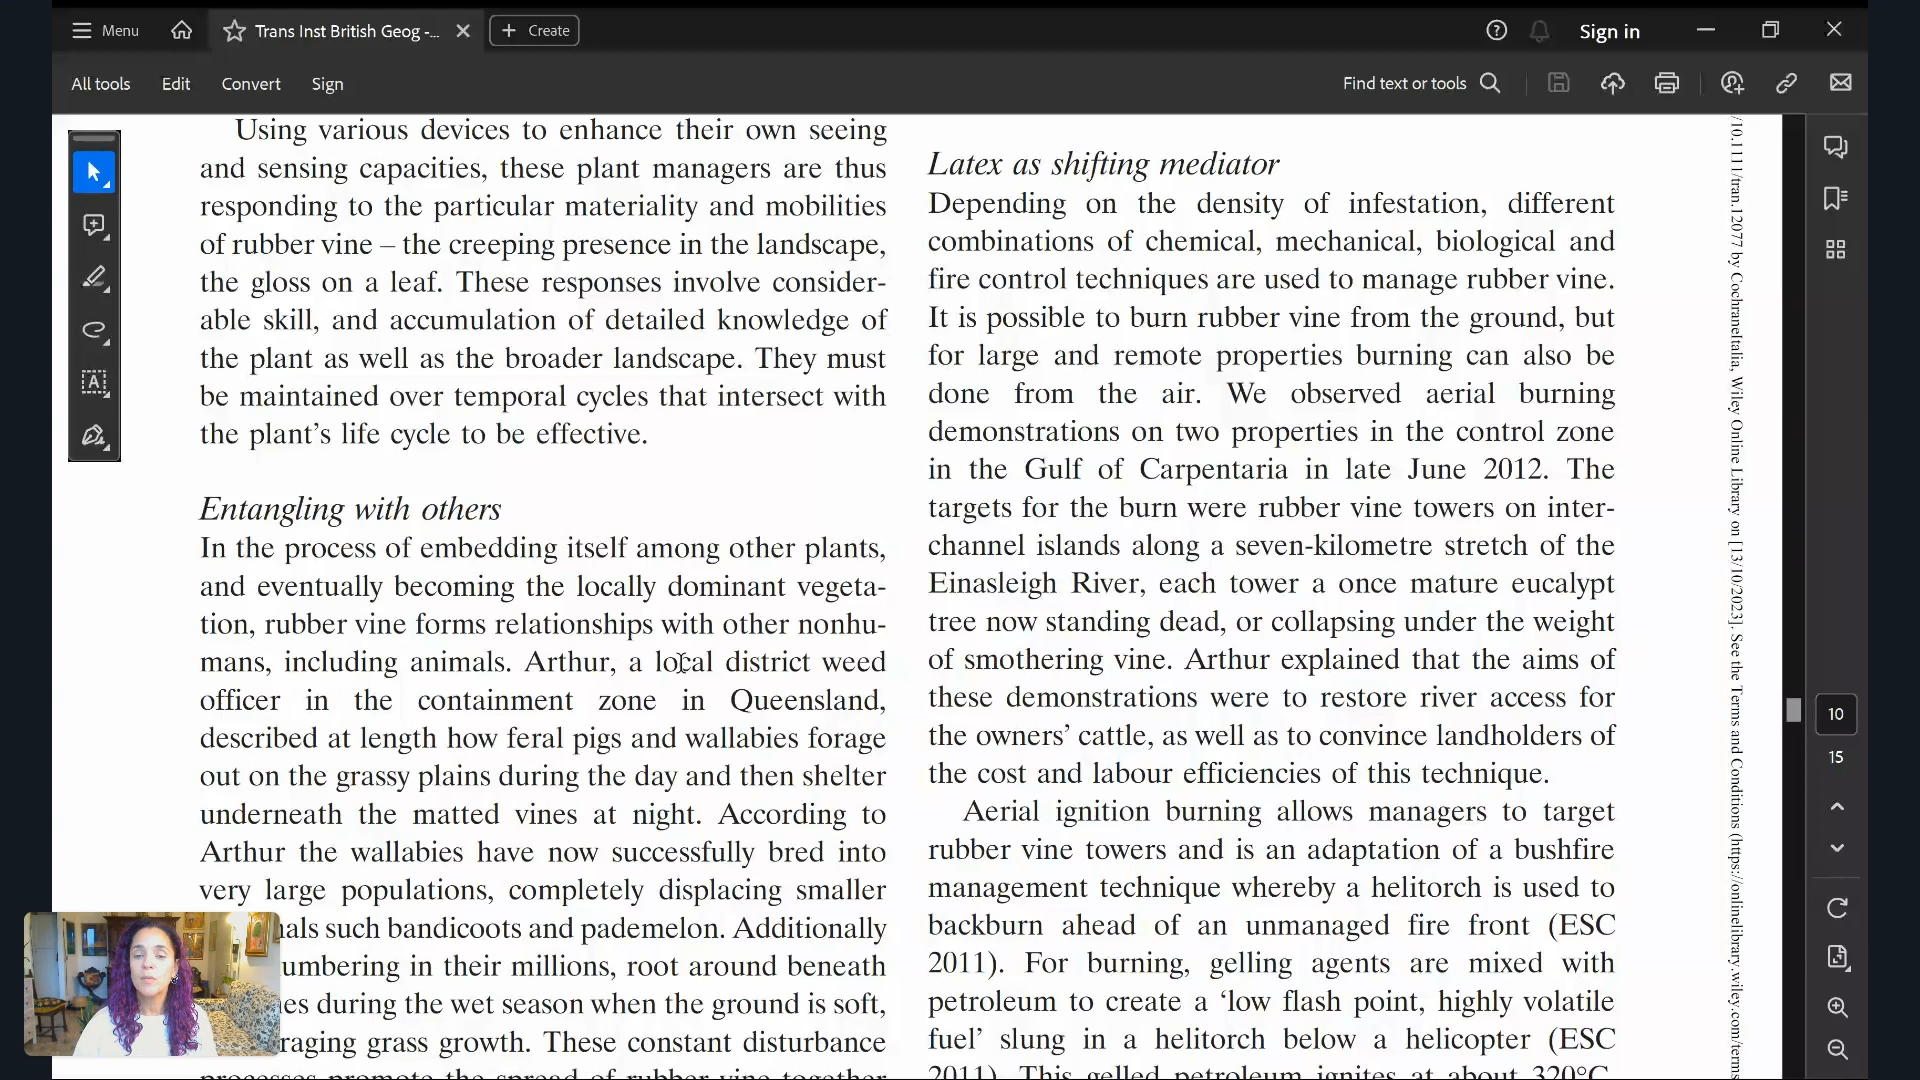 Menu
Trans Inst British Geog -...
Create
Sign in
All tools
Edit
Convert
Sign
Find text or tools
Using various devices to enhance their own seeing
and sensing capacities, these plant managers are thus
responding to the particular materiality and mobilities
of rubber vine – the creeping presence in the landscape,
the gloss on a leaf. These responses involve consider-
able skill, and accumulation of detailed knowledge of
the plant as well as the broader landscape. They must
be maintained over temporal cycles that intersect with
the plant's life cycle to be effective.
Entangling with others
In the process of embedding itself among other plants,
and eventually becoming the locally dominant vegeta-
tion, rubber vine forms relationships with other nonhu-
mans, including animals. Arthur, a local district weed
officer in the containment zone in Queensland,
described at length how feral pigs and wallabies forage
out on the grassy plains during the day and then shelter
underneath the matted vines at night. According to
Arthur the wallabies have now successfully bred into
very large populations, completely displacing smaller
such bandicoots and pademelon. Additionally
in their millions, root around beneath
during the wet season when the ground is soft,
grass growth. These constant disturbance
processes promote the spread of rubber vine together
Latex as shifting mediator
Depending on the density of infestation, different
combinations of chemical, mechanical, biological and
fire control techniques are used to manage rubber vine.
It is possible to burn rubber vine from the ground, but
for large and remote properties burning can also be
done from the air. We observed aerial burning
demonstrations on two properties in the control zone
in the Gulf of Carpentaria in late June 2012. The
targets for the burn were rubber vine towers on inter-
channel islands along a seven-kilometre stretch of the
Einasleigh River, each tower a once mature eucalypt
tree now standing dead, or collapsing under the weight
of smothering vine. Arthur explained that the aims of
these demonstrations were to restore river access for
the owners' cattle, as well as to convince landholders of
the cost and labour efficiencies of this technique.
Aerial ignition burning allows managers to target
rubber vine towers and is an adaptation of a bushfire
management technique whereby a helitorch is used to
backburn ahead of an unmanaged fire front (ESC
2011). For burning, gelling agents are mixed with
petroleum to create a 'low flash point, highly volatile
fuel' slung in a helitorch below a helicopter (ESC
2011). This gelled petroleum ignites at about 320°C.
/10.1111/tran.12077 by Cochraneitalia, Wiley Online Library on [13/10/2023]. See the Terms and Conditions (https://onlinelibrary.wiley.com/terms
10
15